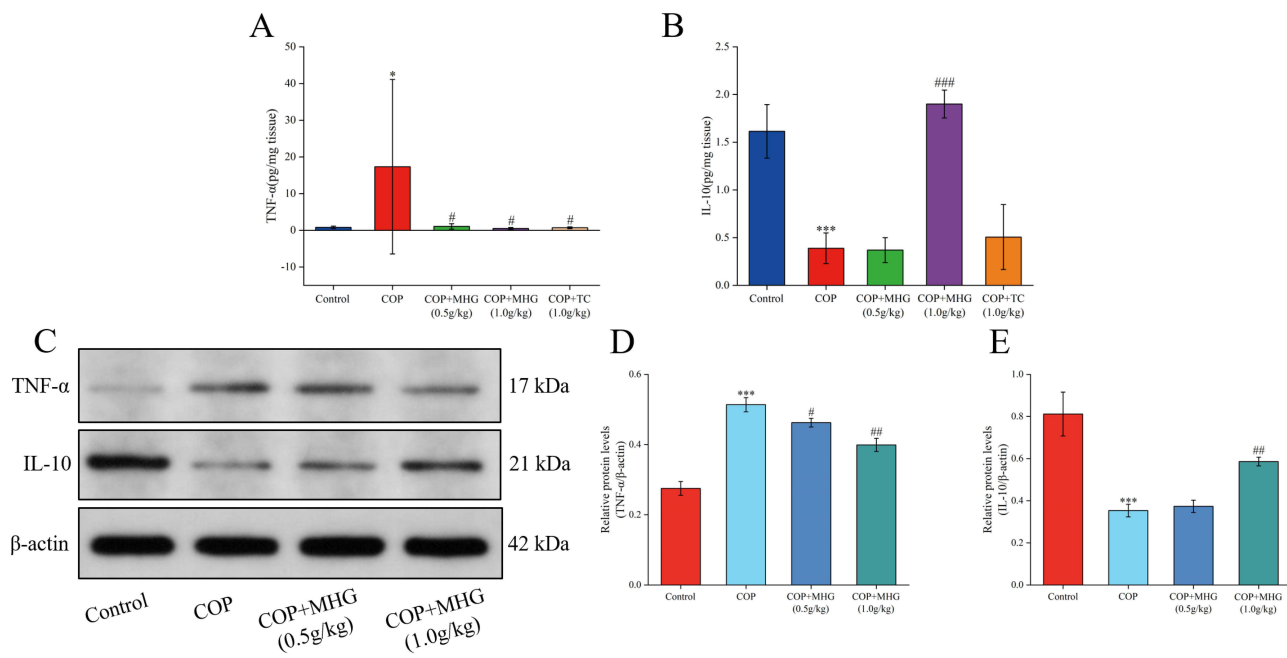 A
TNF-α(pg/mg tissue)
50
40
30
20
10
0
-10
*
#
#
#
Control
COP
COP+MHG
(0.5g/kg)
COP+MHG
(1.0g/kg)
COP+TC
(1.0g/kg)
B
IL-10(pg/mg tissue)
2.5
2.0
1.5
1.0
0.5
0.0
***
###
Control
COP
COP+MHG
(0.5g/kg)
COP+MHG
(1.0g/kg)
COP+TC
(1.0g/kg)
C
TNF-α
17 kDa
IL-10
21 kDa
β-actin
42 kDa
Control
COP
COP+MHG
(0.5g/kg)
COP+MHG
(1.0g/kg)
D
Relative protein levels
(TNF-α/β-actin)
0.6
0.4
0.2
0.0
***
#
##
Control
COP
COP+MHG
(0.5g/kg)
COP+MHG
(1.0g/kg)
E
Relative protein levels
(IL-10/β-actin)
1.0
0.8
0.6
0.4
0.2
0.0
***
##
Control
COP
COP+MHG
(0.5g/kg)
COP+MHG
(1.0g/kg)